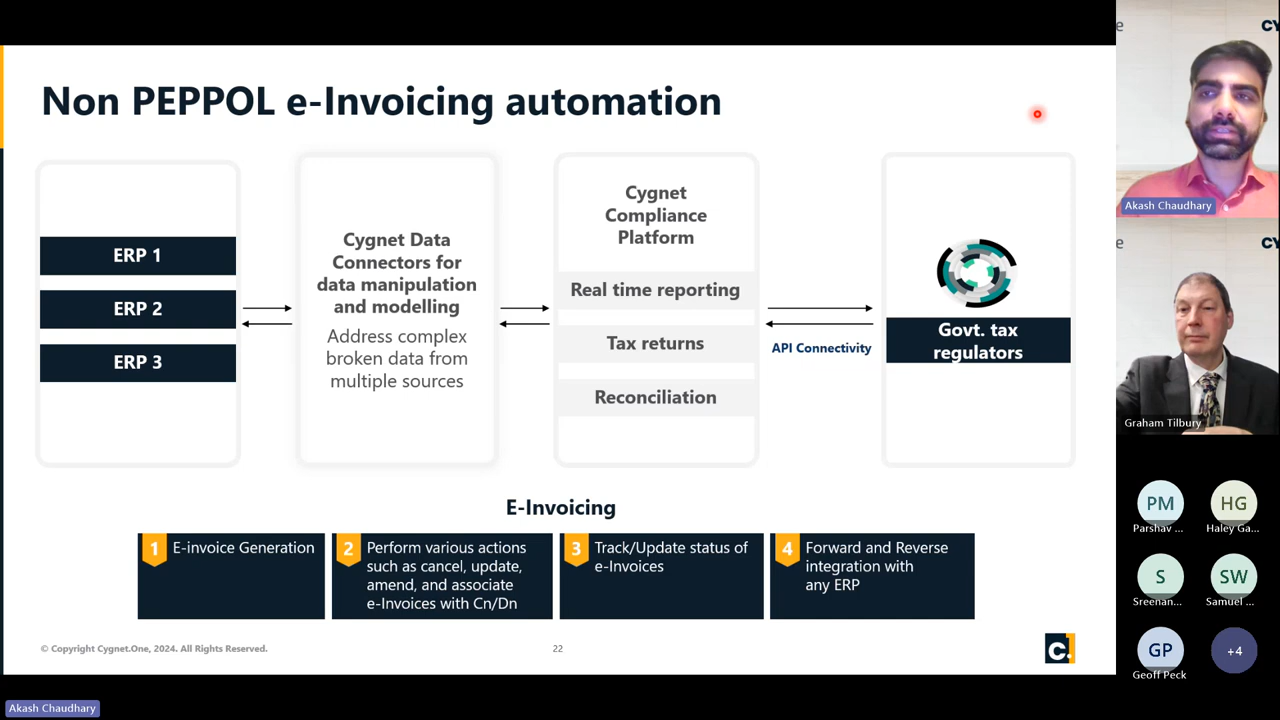 Non PEPPOL e-Invoicing automation
ERP 1
ERP 2
ERP 3
Cygnet Data
Connectors for
data manipulation
and modelling
Address complex
broken data from
multiple sources
Cygnet
Compliance
Platform
Real time reporting
Tax returns
Reconciliation
API Connectivity
Govt. tax
regulators
E-Invoicing
1 E-invoice Generation
2 Perform various actions
such as cancel, update,
amend, and associate
e-Invoices with Cn/Dn
3 Track/Update status of
e-Invoices
4 Forward and Reverse
integration with
any ERP
© Copyright Cygnet.One, 2024. All Rights Reserved.
22
C.
e
CY
Akash Chaudhary
e
CY
Graham Tilbury
PM
HG
Parshav ...
Haley Ga...
S
SW
Sreenan...
Samuel ...
GP
+4
Geoff Peck
Akash Chaudhary